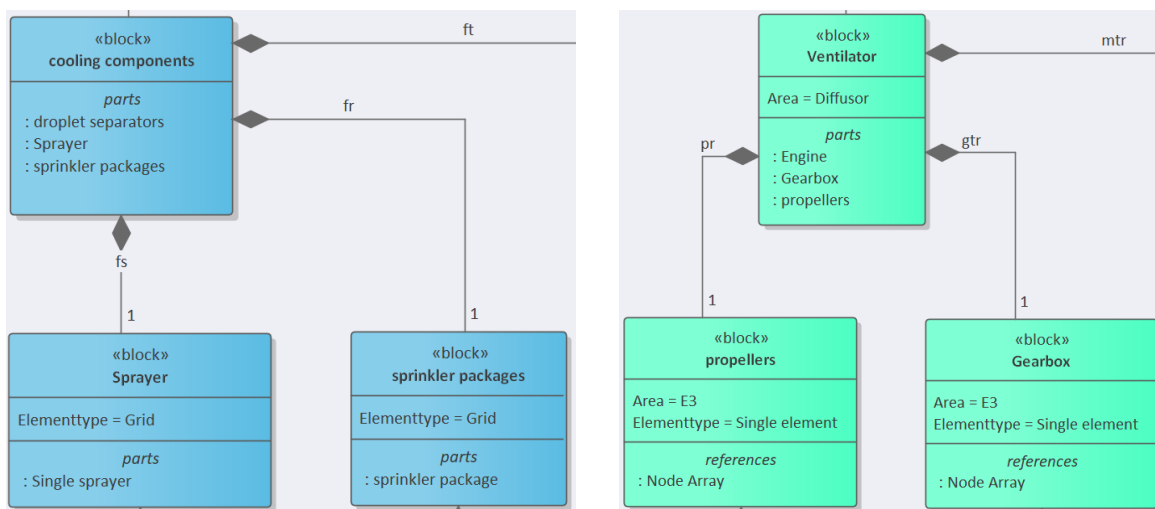 «block»
cooling components
parts
: droplet separators
: Sprayer
: sprinkler packages
ft
fr
fs
1
1
«block»
Sprayer
Elementtype = Grid
parts
: Single sprayer
«block»
sprinkler packages
Elementtype = Grid
parts
: sprinkler package
«block»
Ventilator
Area = Diffusor
parts
: Engine
: Gearbox
: propellers
mtr
pr
gtr
1
1
«block»
propellers
Area = E3
Elementtype = Single element
references
: Node Array
«block»
Gearbox
Area = E3
Elementtype = Single element
references
: Node Array